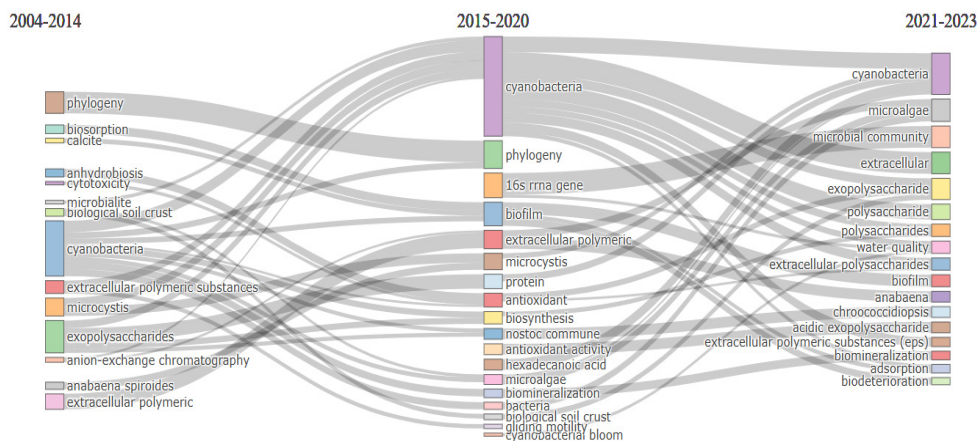 2004-2014
2015-2020
2021-2023
phylogeny
biosorption
calcite
anhydrobiosis
cytotoxicity
microbialite
biological soil crust
cyanobacteria
extracellular polymeric substances
microcystis
exopolysaccharides
anion-exchange chromatography
anabaena spiroides
extracellular polymeric
cyanobacteria
phylogeny
16s rrna gene
biofilm
extracellular polymeric
microcystis
protein
antioxidant
biosynthesis
nostoc commune
antioxidant activity
hexadecanoic acid
microalgae
biomineralization
bacteria
biological soil crust
gliding motility
cyanobacterial bloom
cyanobacteria
microalgae
microbial community
extracellular
exopolysaccharide
polysaccharide
polysaccharides
water quality
extracellular polysaccharides
biofilm
anabaena
chroococcidiopsis
acidic exopolysaccharide
extracellular polymeric substances (eps)
biomineralization
adsorption
biodeterioration